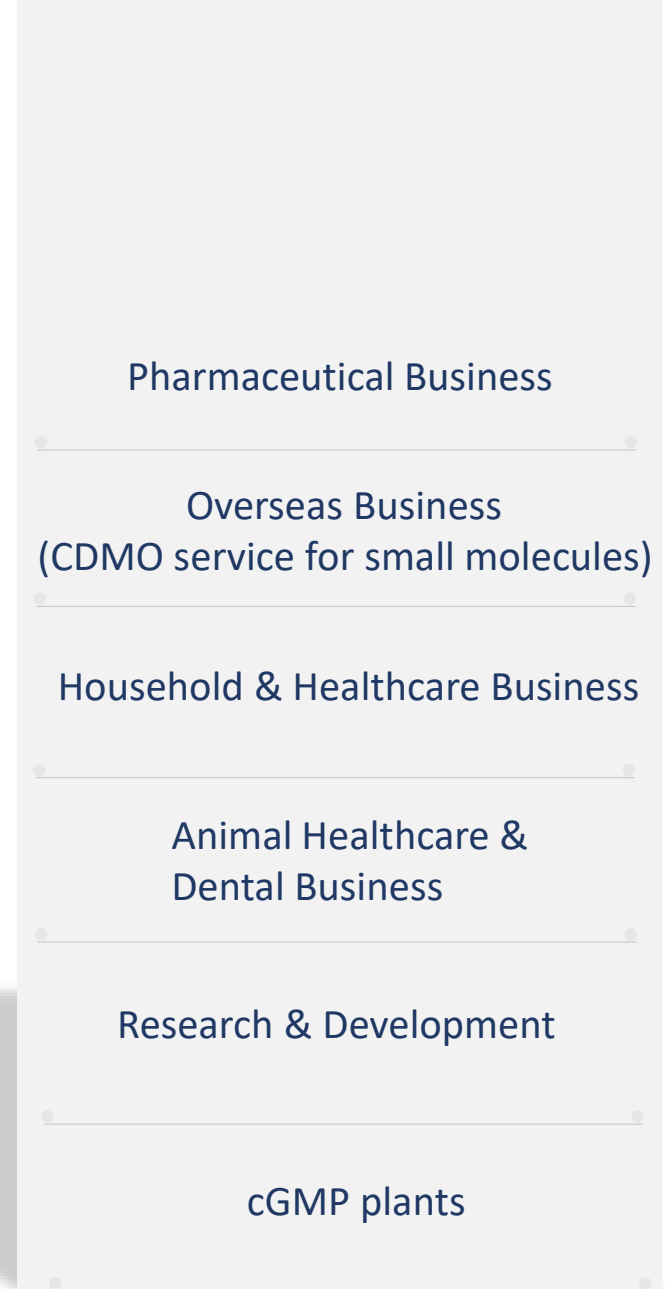 Pharmaceutical Business
Overseas Business
(CDMO service for small molecules)
Household & Healthcare Business
Animal Healthcare &
Dental Business
Research & Development
cGMP plants